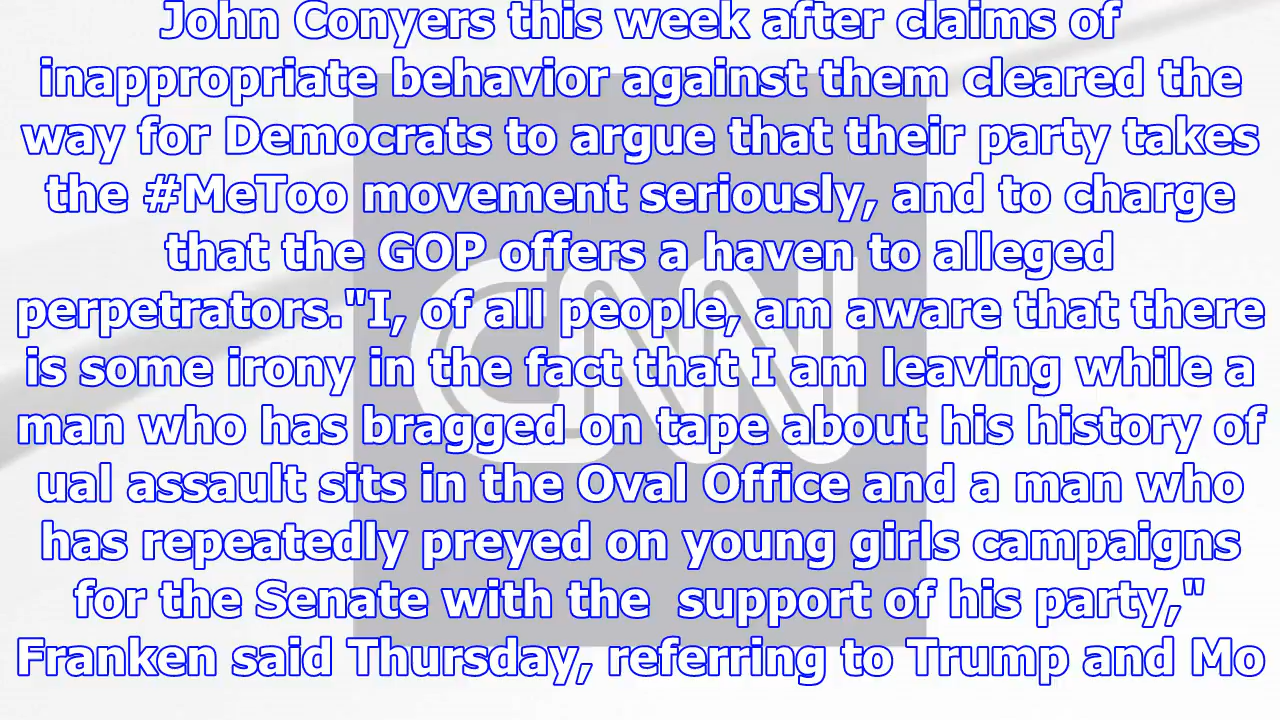 John Conyers this week after claims of
inappropriate behavior against them cleared the
way for Democrats to argue that their party takes
the #MeToo movement seriously, and to charge
that the GOP offers a haven to alleged
perpetrators."I, of all people, am aware that there
is some irony in the fact that I am leaving while a
man who has bragged on tape about his history of
ual assault sits in the Oval Office and a man who
has repeatedly preyed on young girls campaigns
for the Senate with the  support of his party,"
Franken said Thursday, referring to Trump and Mo
CNN